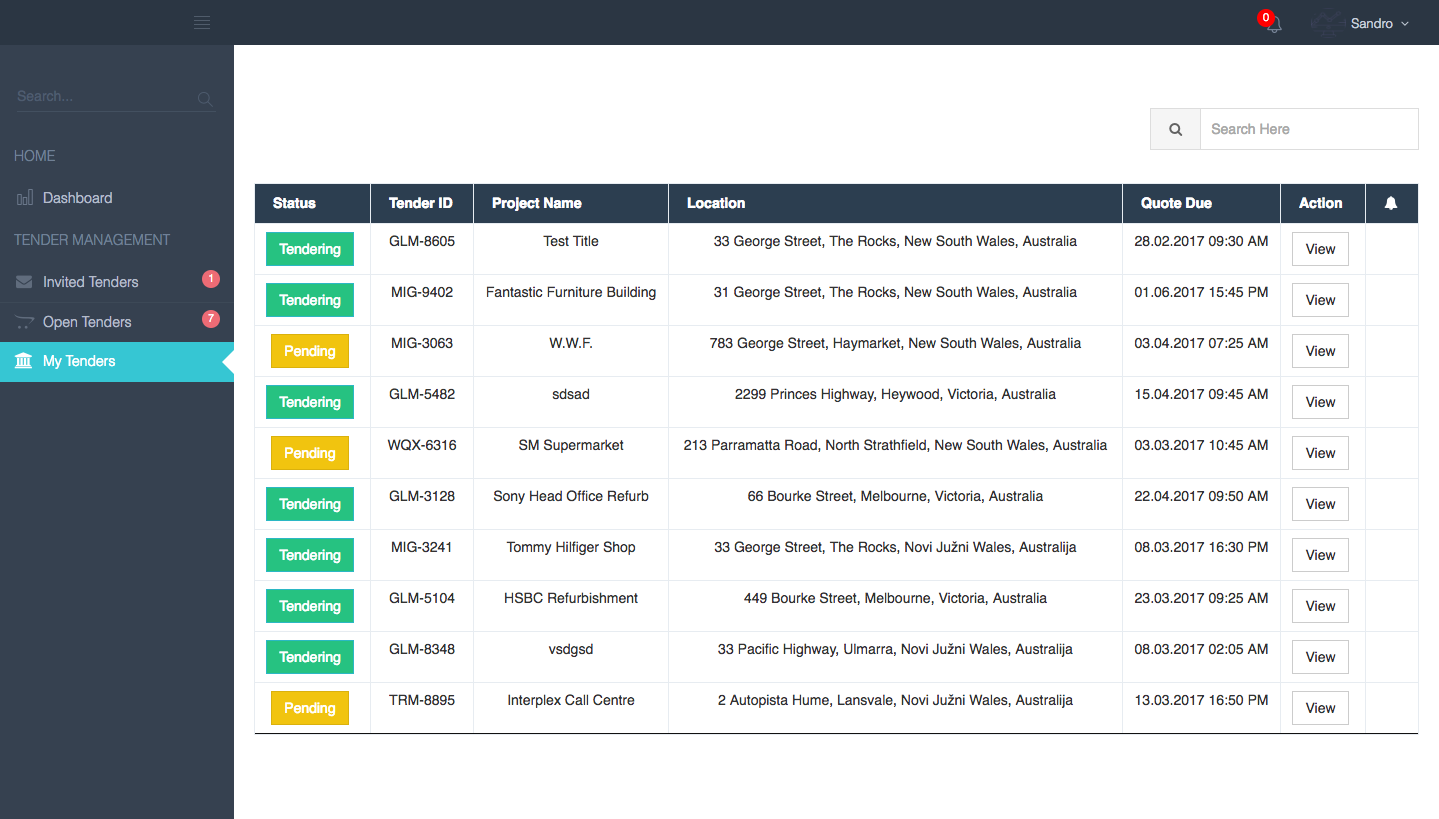 0 Sandro
Search...
HOME
Dashboard
TENDER MANAGEMENT
Invited Tenders 1
Open Tenders 7
My Tenders
Search Here
Status Tender ID Project Name Location Quote Due Action
Tendering GLM-8605 Test Title 33 George Street, The Rocks, New South Wales, Australia 28.02.2017 09:30 AM View
Tendering MIG-9402 Fantastic Furniture Building 31 George Street, The Rocks, New South Wales, Australia 01.06.2017 15:45 PM View
Pending MIG-3063 W.W.F. 783 George Street, Haymarket, New South Wales, Australia 03.04.2017 07:25 AM View
Tendering GLM-5482 sdsad 2299 Princes Highway, Heywood, Victoria, Australia 15.04.2017 09:45 AM View
Pending WQX-6316 SM Supermarket 213 Parramatta Road, North Strathfield, New South Wales, Australia 03.03.2017 10:45 AM View
Tendering GLM-3128 Sony Head Office Refurb 66 Bourke Street, Melbourne, Victoria, Australia 22.04.2017 09:50 AM View
Tendering MIG-3241 Tommy Hilfiger Shop 33 George Street, The Rocks, Novi Južni Wales, Australija 08.03.2017 16:30 PM View
Tendering GLM-5104 HSBC Refurbishment 449 Bourke Street, Melbourne, Victoria, Australia 23.03.2017 09:25 AM View
Tendering GLM-8348 vsdgsd 33 Pacific Highway, Ulmarra, Novi Južni Wales, Australija 08.03.2017 02:05 AM View
Pending TRM-8895 Interplex Call Centre 2 Autopista Hume, Lansvale, Novi Južni Wales, Australija 13.03.2017 16:50 PM View